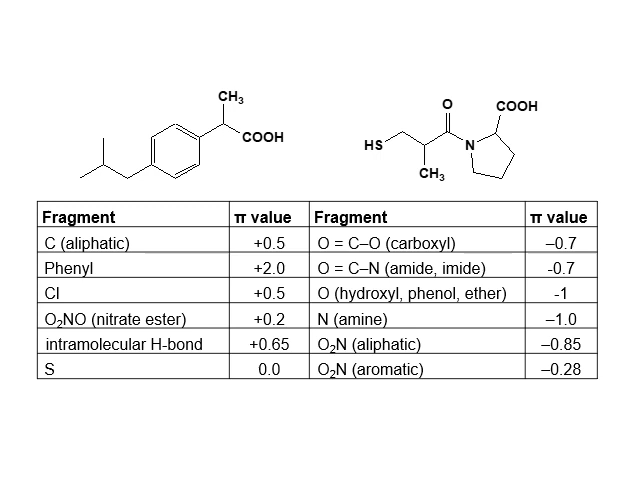 CH3
COOH
O
COOH
HS
N
CH3
Fragment π value Fragment π value
C (aliphatic) +0.5 O = C–O (carboxyl) –0.7
Phenyl +2.0 O = C–N (amide, imide) -0.7
Cl +0.5 O (hydroxyl, phenol, ether) -1
O2NO (nitrate ester) +0.2 N (amine) –1.0
intramolecular H-bond +0.65 O2N (aliphatic) –0.85
S 0.0 O2N (aromatic) –0.28